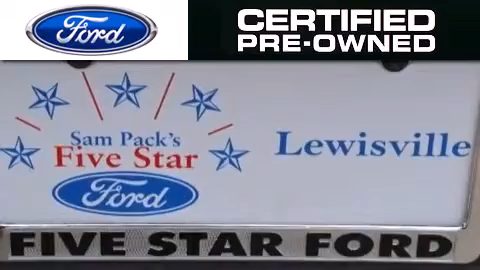 Ford
CERTIFIED
PRE-OWNED
Sam Pack's
Five Star
Ford
Lewisville
FIVE STAR FORD